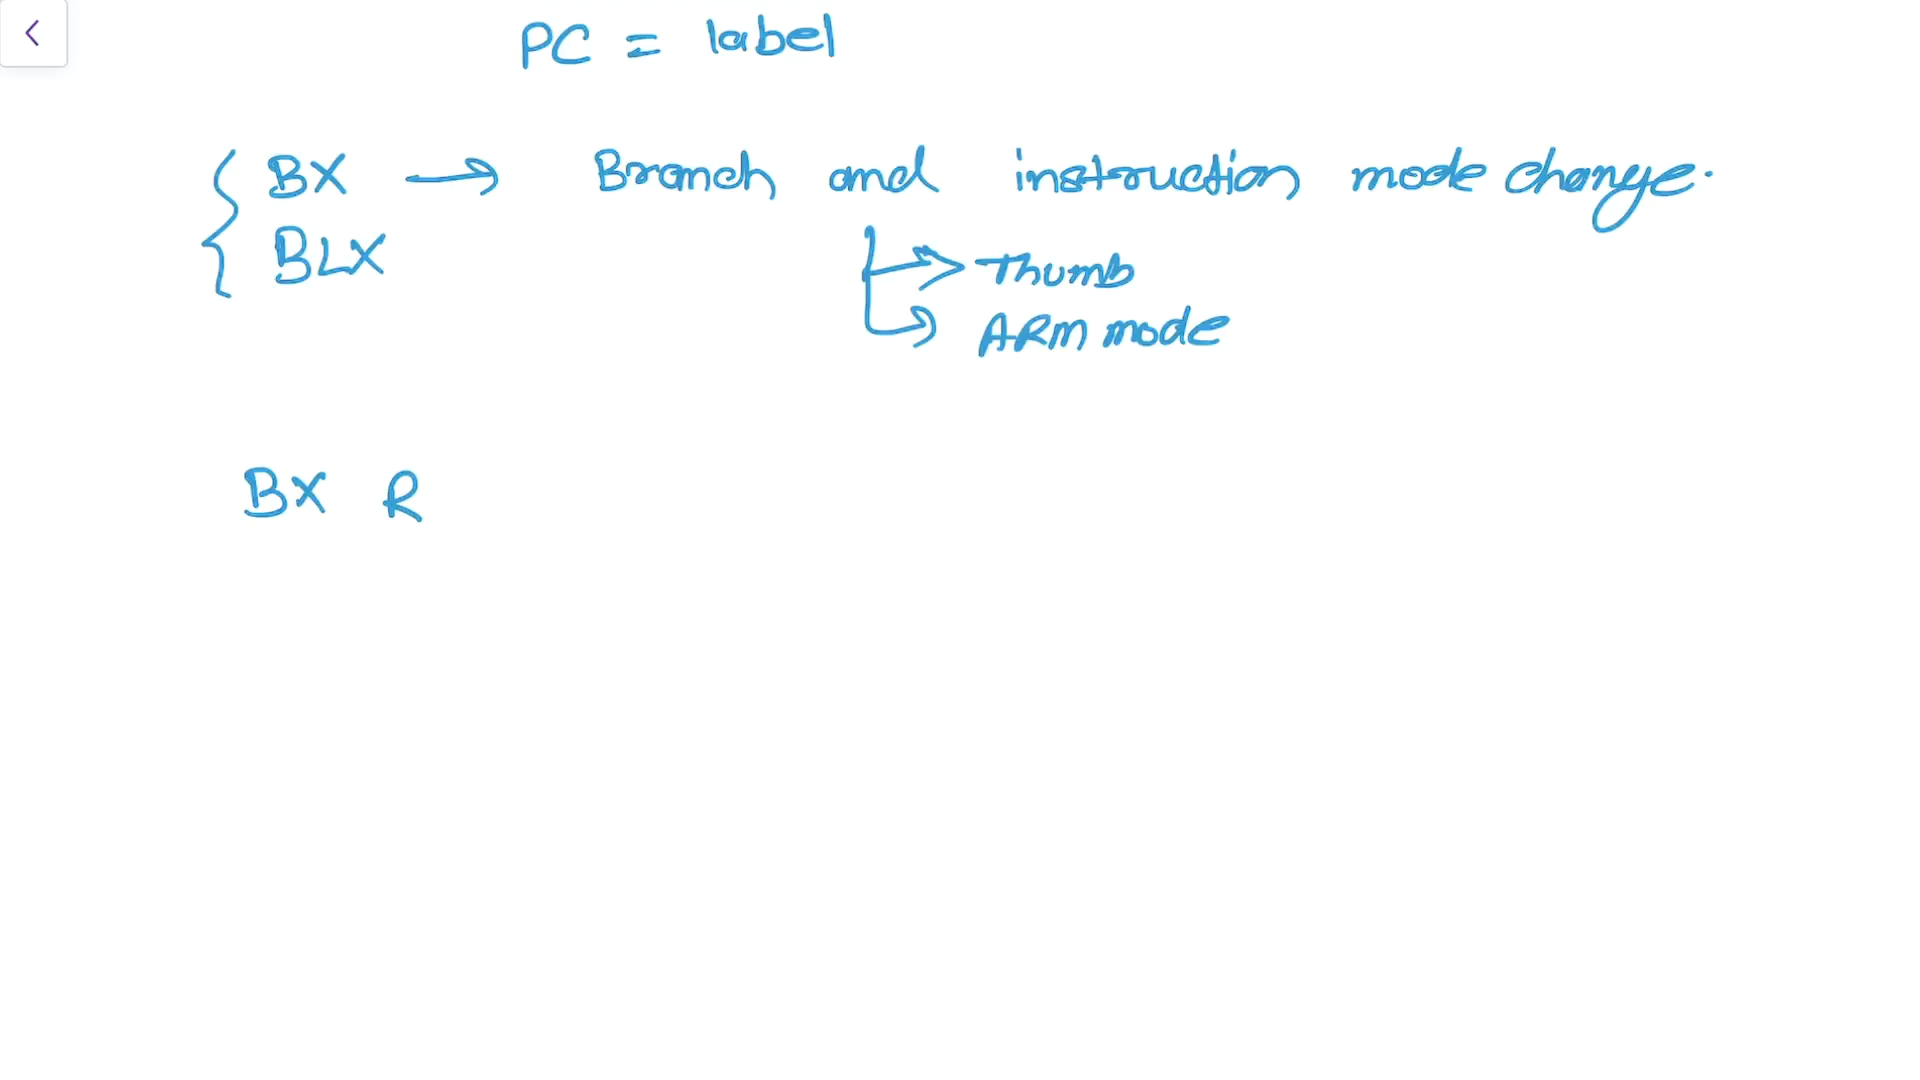 PC = label
BX → Branch and instruction mode change.
BLX
Thumb
ARM mode
BX R